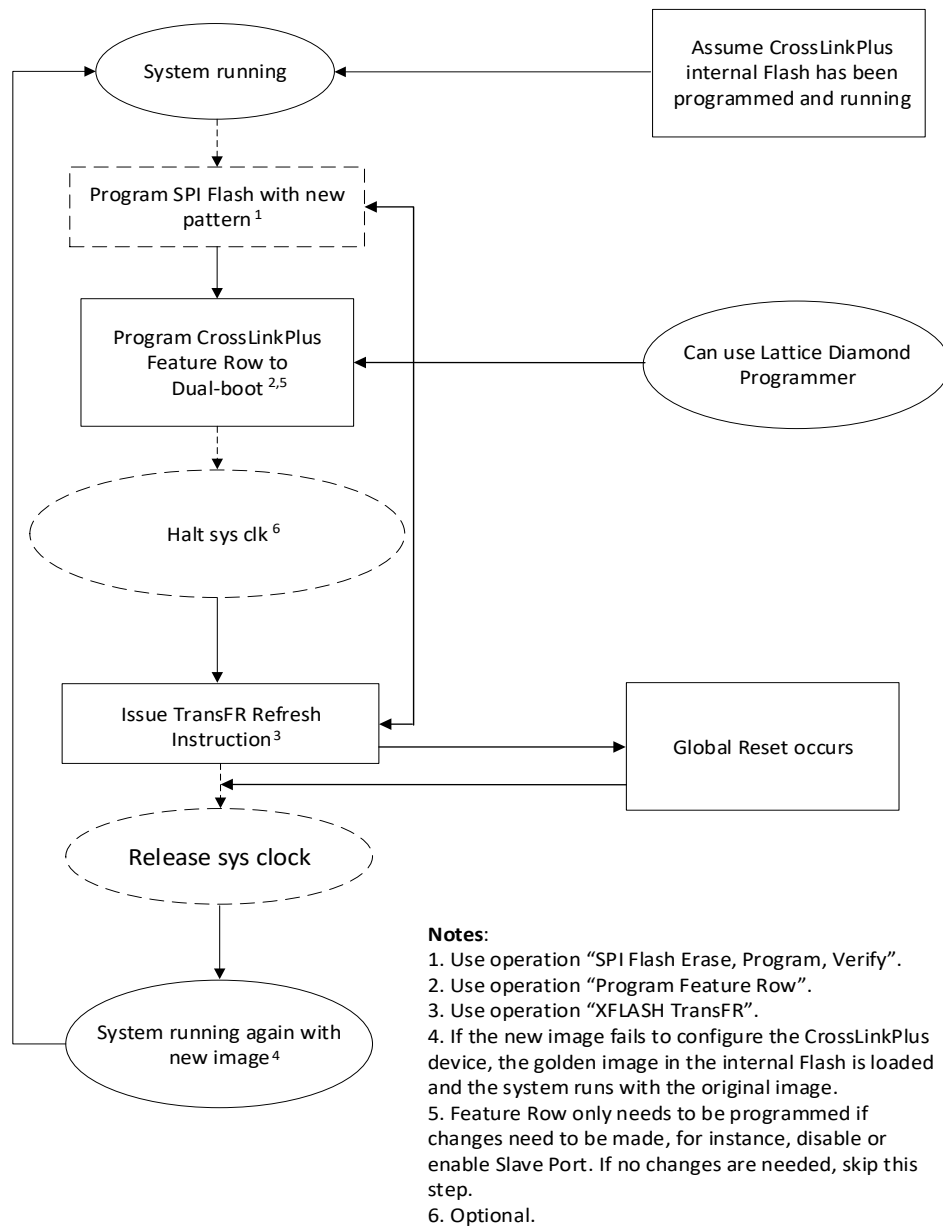 System running
Assume CrossLinkPlus
internal Flash has been
programmed and running
Program SPI Flash with new
pattern 1
Program CrossLinkPlus
Feature Row to
Dual-boot 2,5
Can use Lattice Diamond
Programmer
Halt sys clk 6
Issue TransFR Refresh
Instruction3
Global Reset occurs
Release sys clock
System running again with
new image4
Notes:
1. Use operation “SPI Flash Erase, Program, Verify”.
2. Use operation “Program Feature Row”.
3. Use operation “XFLASH TransFR”.
4. If the new image fails to configure the CrossLinkPlus
device, the golden image in the internal Flash is loaded
and the system runs with the original image.
5. Feature Row only needs to be programmed if
changes need to be made, for instance, disable or
enable Slave Port. If no changes are needed, skip this
step.
6. Optional.